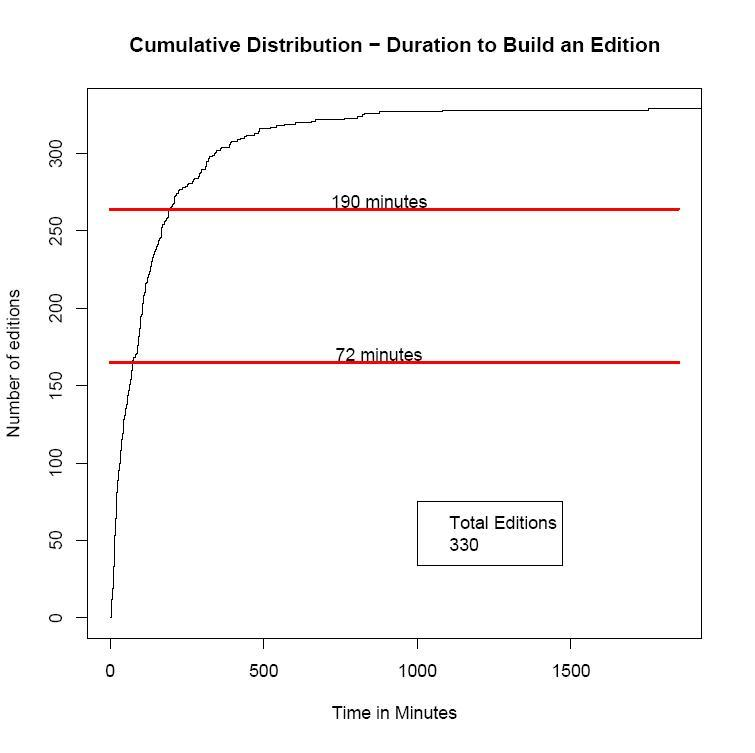 Cumulative Distribution − Duration to Build an Edition
300
250
200
150
100
50
0
Number of editions
190 minutes
72 minutes
Total Editions
330
0 500 1000 1500
Time in Minutes